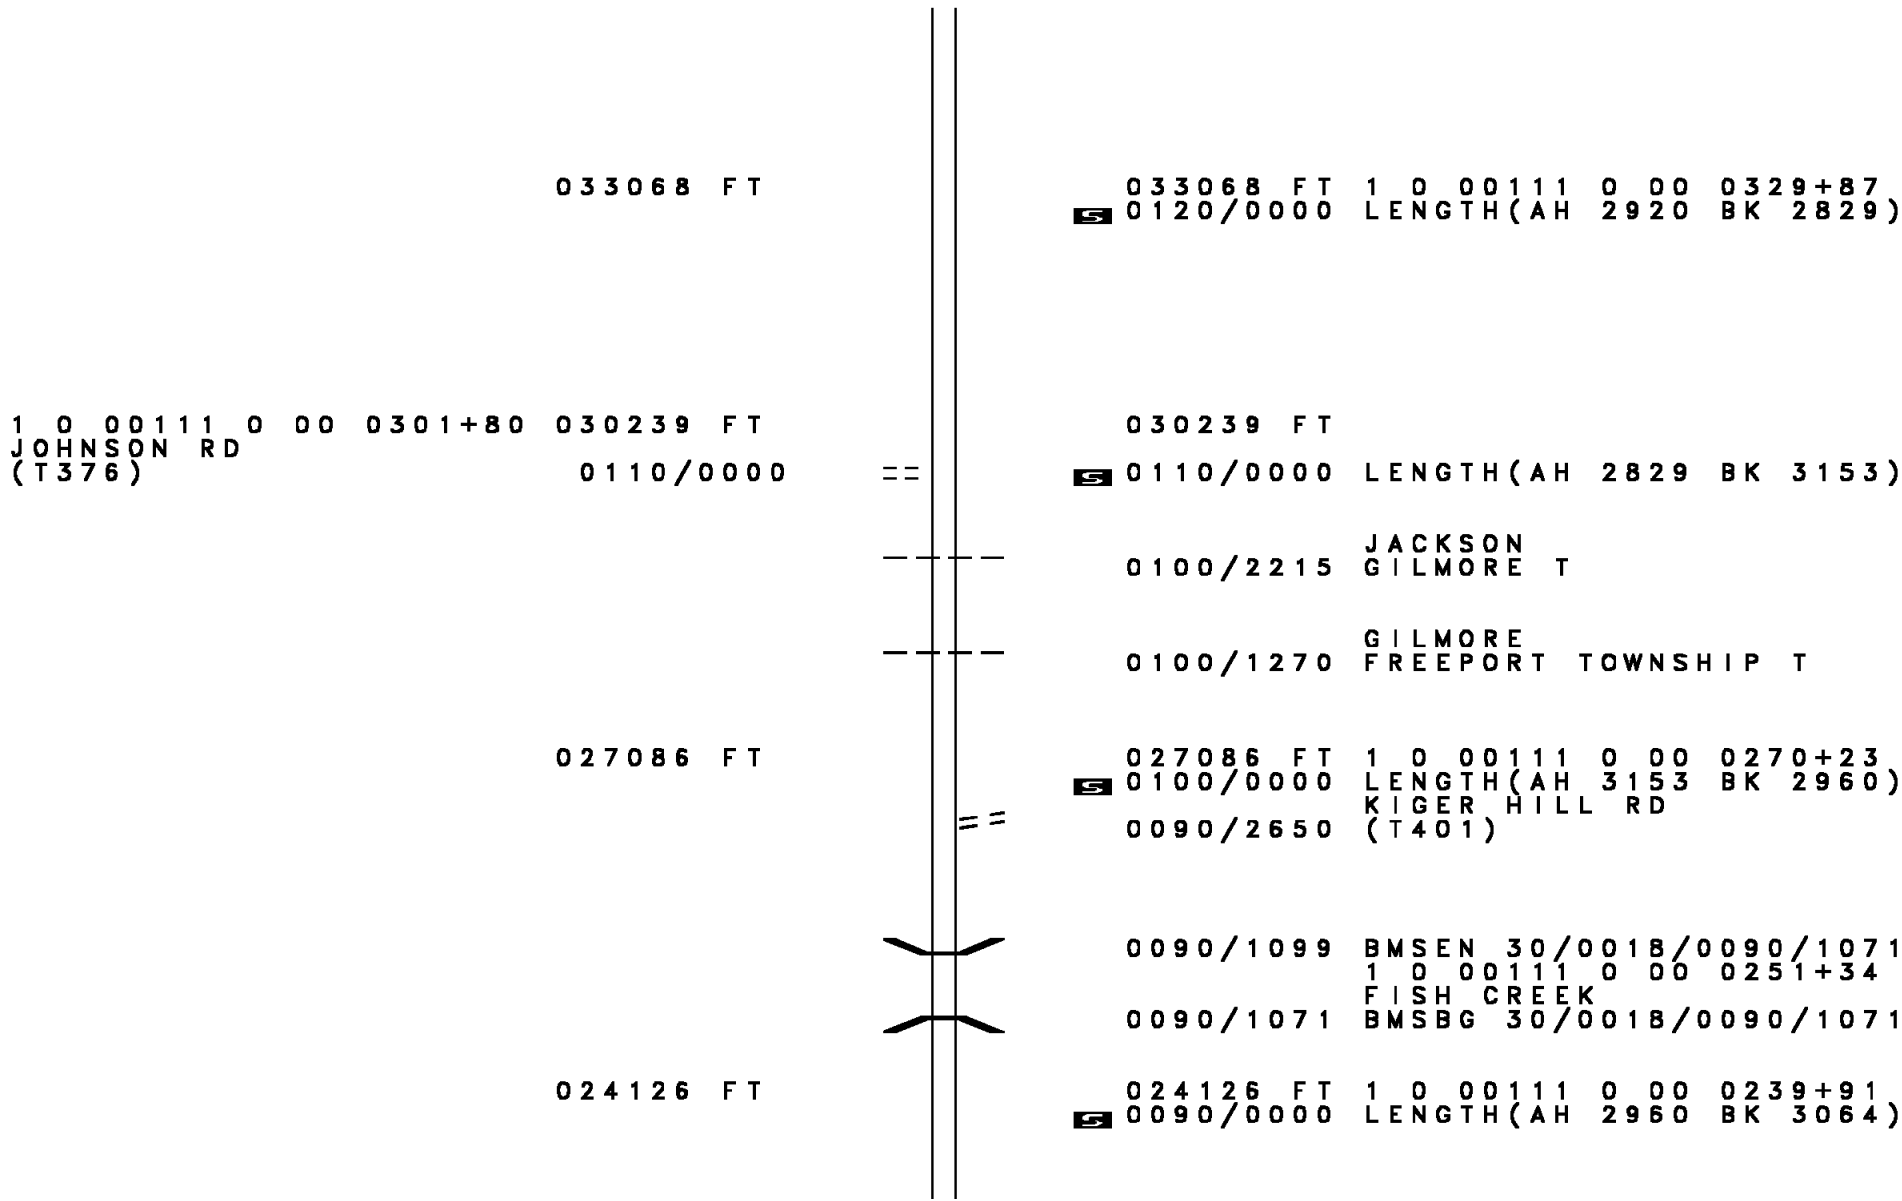 033068 FT 033068 FT 1 0 00111 0 00 0329+87
S 0120/0000 LENGTH(AH 2920 BK 2829)
1 0 00111 0 00 0301+80 030239 FT 030239 FT
JOHNSON RD
(T376) 0110/0000 S 0110/0000 LENGTH(AH 2829 BK 3153)
JACKSON
0100/2215 GILMORE T
GILMORE
0100/1270 FREEPORT TOWNSHIP T
027086 FT 027086 FT 1 0 00111 0 00 0270+23
S 0100/0000 LENGTH(AH 3153 BK 2960)
KIGER HILL RD
0090/2650 (T401)
0090/1099 BMSEN 30/0018/0090/1071
1 0 00111 0 00 0251+34
FISH CREEK
0090/1071 BMSBG 30/0018/0090/1071
024126 FT 024126 FT 1 0 00111 0 00 0239+91
S 0090/0000 LENGTH(AH 2960 BK 3064)